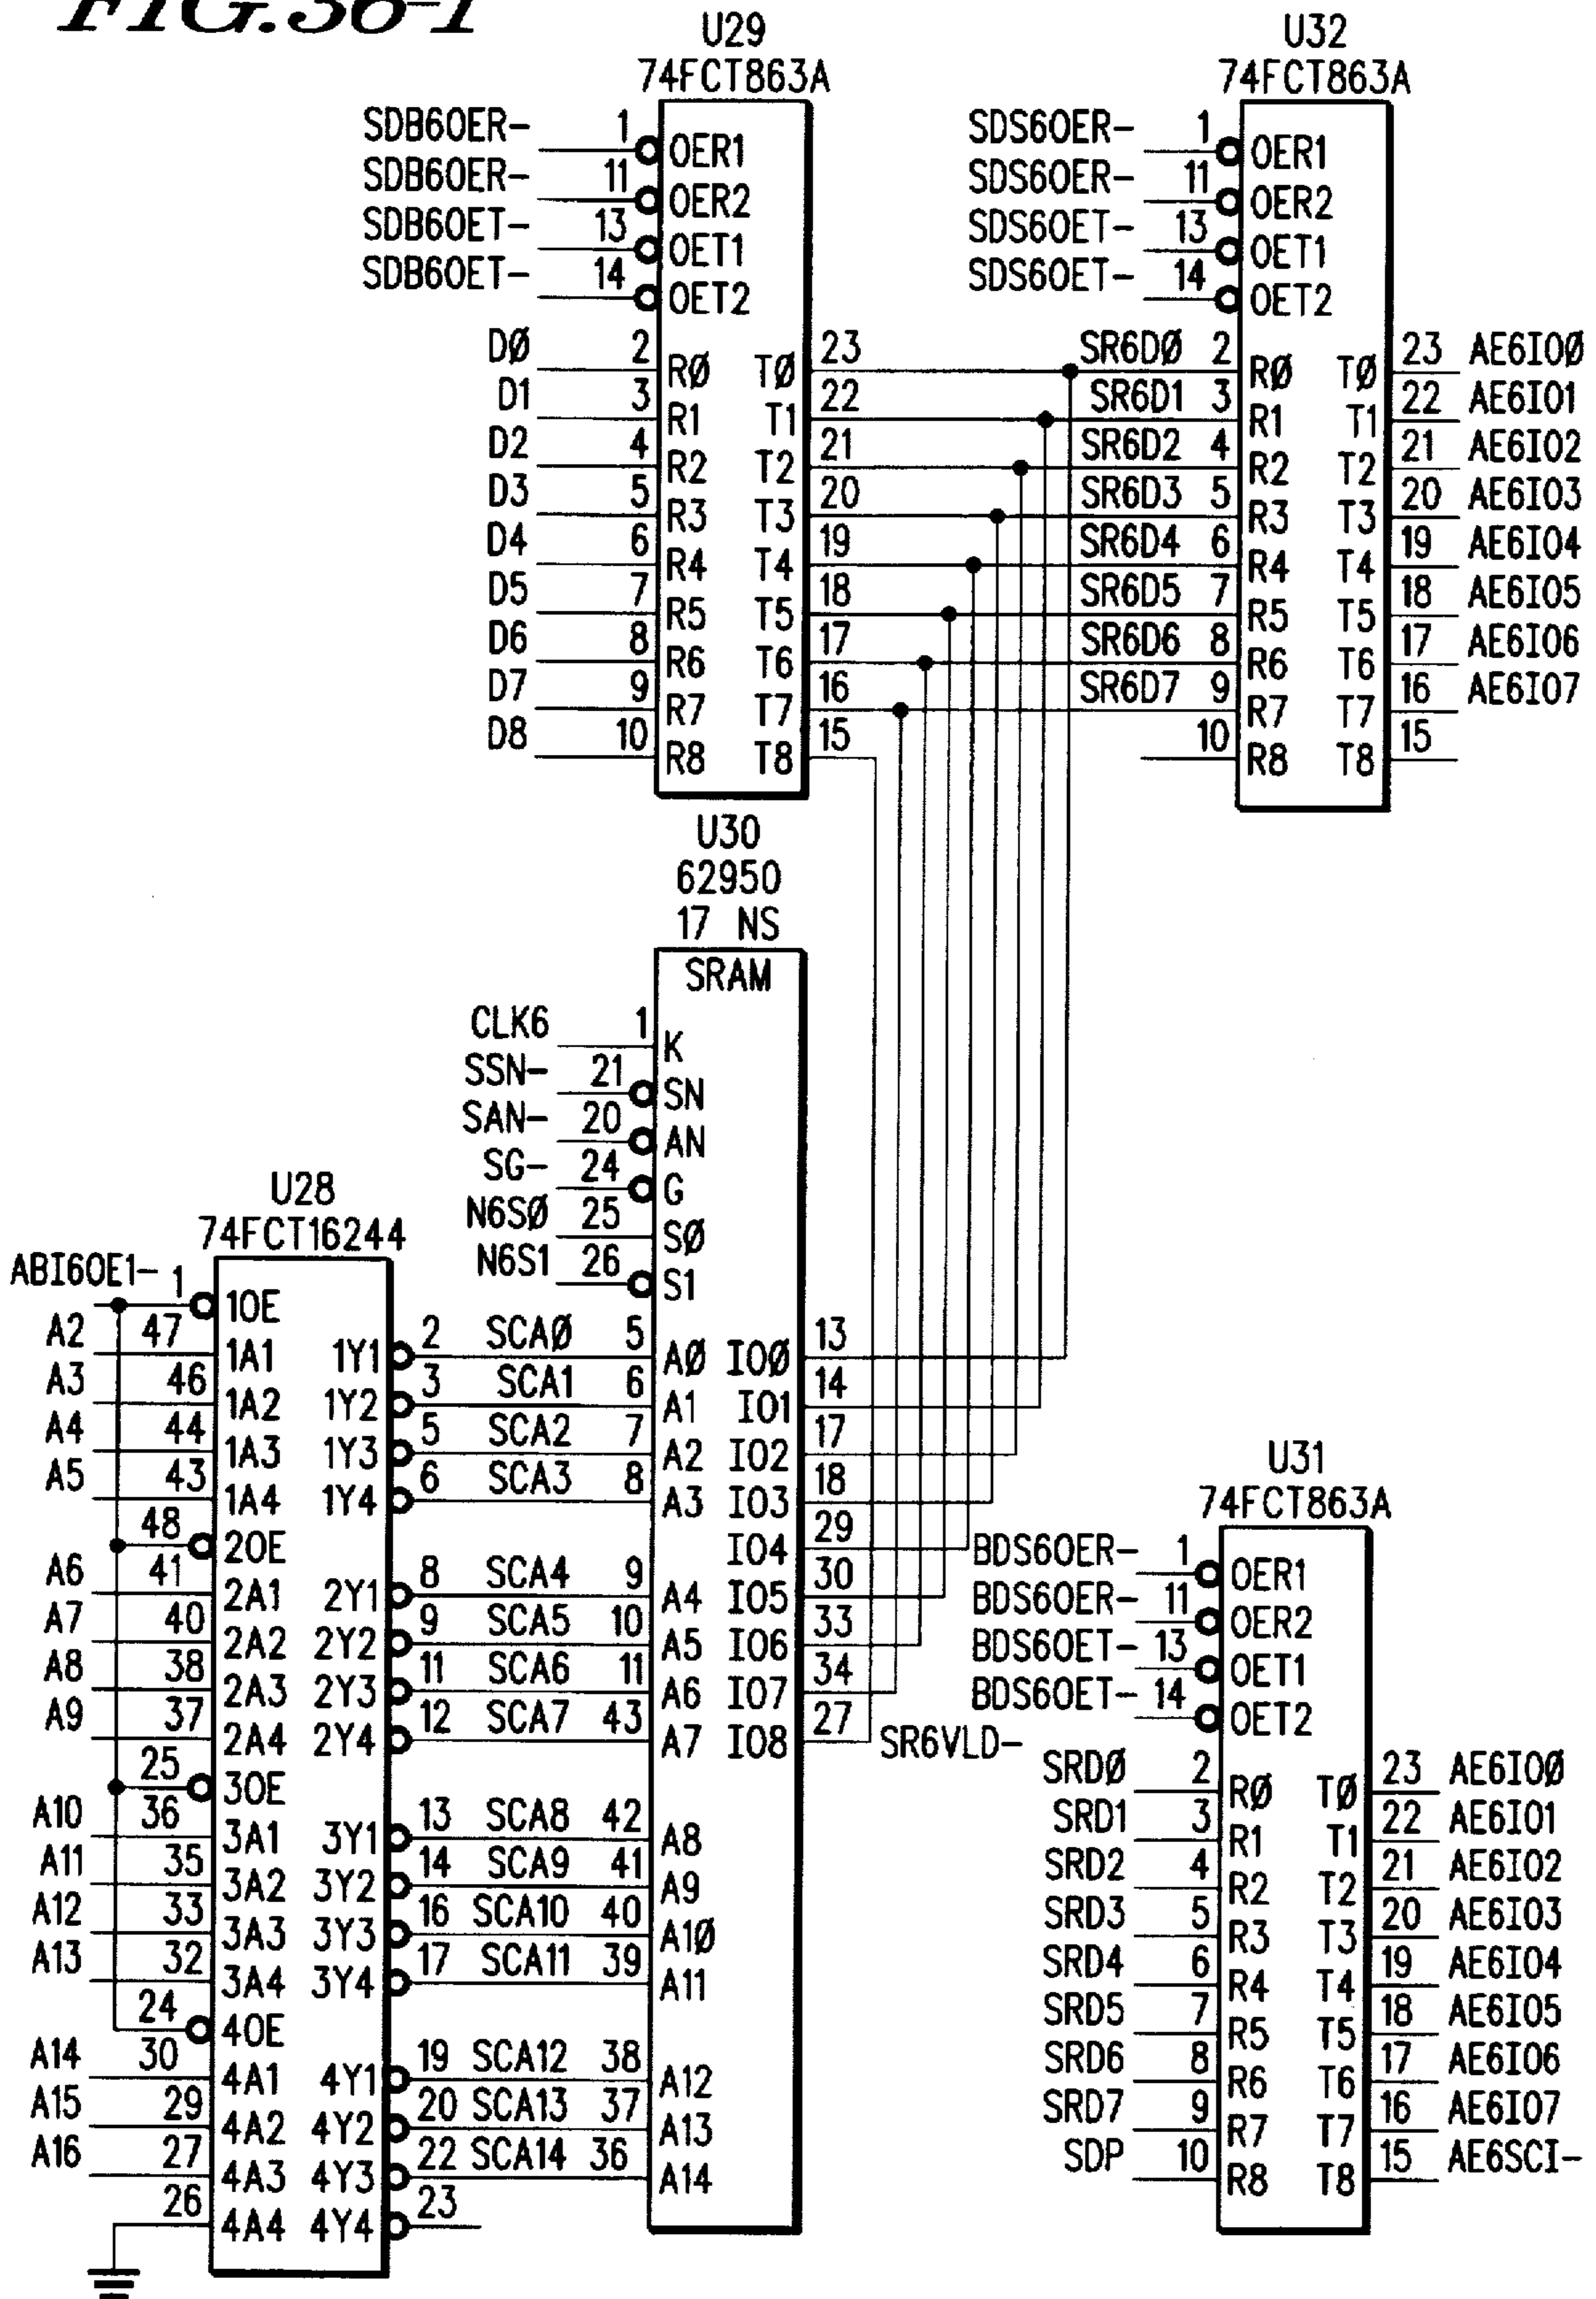 FIG.36-1
U29
74FCT863A
SDB6OER- 1 OER1
SDB6OER- 11 OER2
SDB6OET- 13 OET1
SDB6OET- 14 OET2
DØ 2 RØ TØ 23
D1 3 R1 T1 22
D2 4 R2 T2 21
D3 5 R3 T3 20
D4 6 R4 T4 19
D5 7 R5 T5 18
D6 8 R6 T6 17
D7 9 R7 T7 16
D8 10 R8 T8 15
U32
74FCT863A
SDS6OER- 1 OER1
SDS6OER- 11 OER2
SDS6OET- 13 OET1
SDS6OET- 14 OET2
SR6DØ 2 RØ TØ 23 AE6IOØ
SR6D1 3 R1 T1 22 AE6IO1
SR6D2 4 R2 T2 21 AE6IO2
SR6D3 5 R3 T3 20 AE6IO3
SR6D4 6 R4 T4 19 AE6IO4
SR6D5 7 R5 T5 18 AE6IO5
SR6D6 8 R6 T6 17 AE6IO6
SR6D7 9 R7 T7 16 AE6IO7
10 R8 T8 15
U30
62950
17 NS
SRAM
CLK6 1 K
SSN- 21 SN
SAN- 20 AN
SG- 24 G
N6SØ 25 SØ
N6S1 26 S1
U28
74FCT16244
ABI6OE1- 1 1OE
A2 47 1A1 1Y1 2 SCAØ 5 AØ IOØ 13
A3 46 1A2 1Y2 3 SCA1 6 A1 IO1 14
A4 44 1A3 1Y3 5 SCA2 7 A2 IO2 17
A5 43 1A4 1Y4 6 SCA3 8 A3 IO3 18
48 2OE IO4 29
A6 41 2A1 2Y1 8 SCA4 9 A4 IO5 30
A7 40 2A2 2Y2 9 SCA5 10 A5 IO6 33
A8 38 2A3 2Y3 11 SCA6 11 A6 IO7 34
A9 37 2A4 2Y4 12 SCA7 43 A7 IO8 27 SR6VLD-
25 3OE
A10 36 3A1 3Y1 13 SCA8 42 A8
A11 35 3A2 3Y2 14 SCA9 41 A9
A12 33 3A3 3Y3 16 SCA10 40 A1Ø
A13 32 3A4 3Y4 17 SCA11 39 A11
24 4OE
A14 30 4A1 4Y1 19 SCA12 38 A12
A15 29 4A2 4Y2 20 SCA13 37 A13
A16 27 4A3 4Y3 22 SCA14 36 A14
26 4A4 4Y4 23
U31
74FCT863A
BDS6OER- 1 OER1
BDS6OER- 11 OER2
BDS6OET- 13 OET1
BDS6OET- 14 OET2
SRDØ 2 RØ TØ 23 AE6IOØ
SRD1 3 R1 T1 22 AE6IO1
SRD2 4 R2 T2 21 AE6IO2
SRD3 5 R3 T3 20 AE6IO3
SRD4 6 R4 T4 19 AE6IO4
SRD5 7 R5 T5 18 AE6IO5
SRD6 8 R6 T6 17 AE6IO6
SRD7 9 R7 T7 16 AE6IO7
SDP 10 R8 T8 15 AE6SCI-